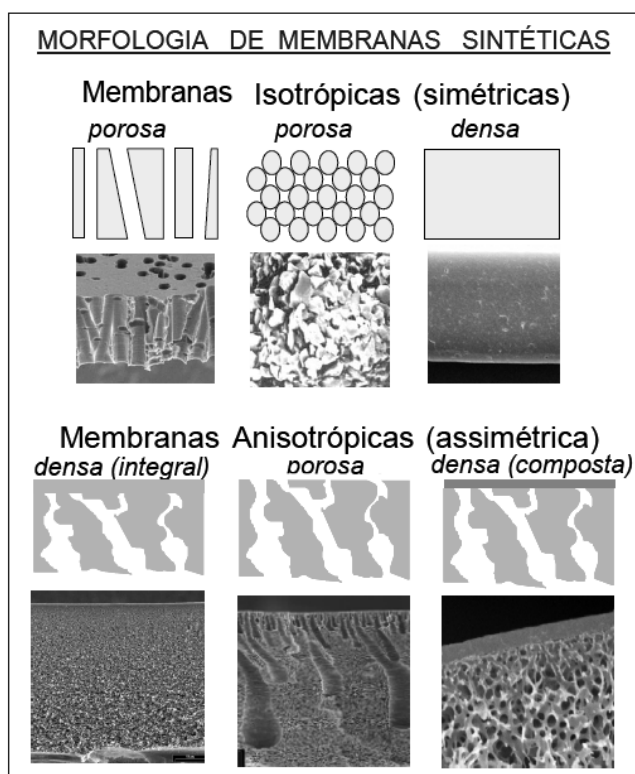 MORFOLOGIA DE MEMBRANAS SINTÉTICAS
Membranas Isotrópicas (simétricas)
porosa porosa densa
Membranas Anisotrópicas (assimétrica)
densa (integral) porosa densa (composta)